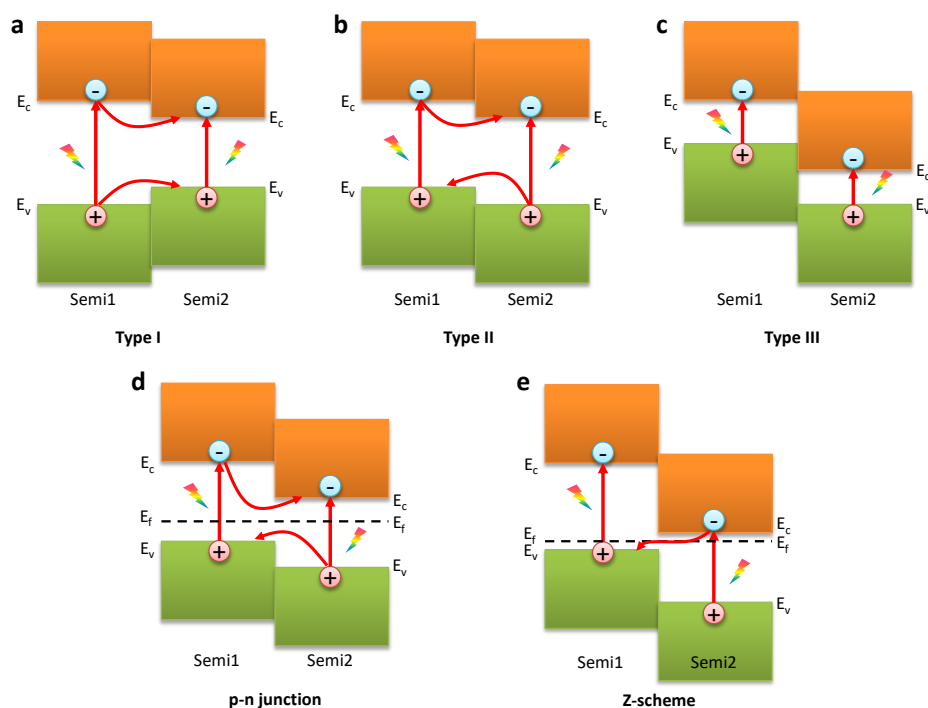 a
b
c
-
-
-
-
-
-
Ec
Ec
Ec
Ec
Ec
Ec
Ev
Ev
Ev
Ev
Ev
Ev
+
+
+
+
+
+
Semi1
Semi2
Semi1
Semi2
Semi1
Semi2
Type I
Type II
Type III
d
e
-
-
-
-
Ec
Ec
Ec
Ec
Ef
Ef
Ef
Ef
Ev
Ev
Ev
Ev
+
+
+
+
Semi1
Semi2
Semi1
Semi2
p-n junction
Z-scheme